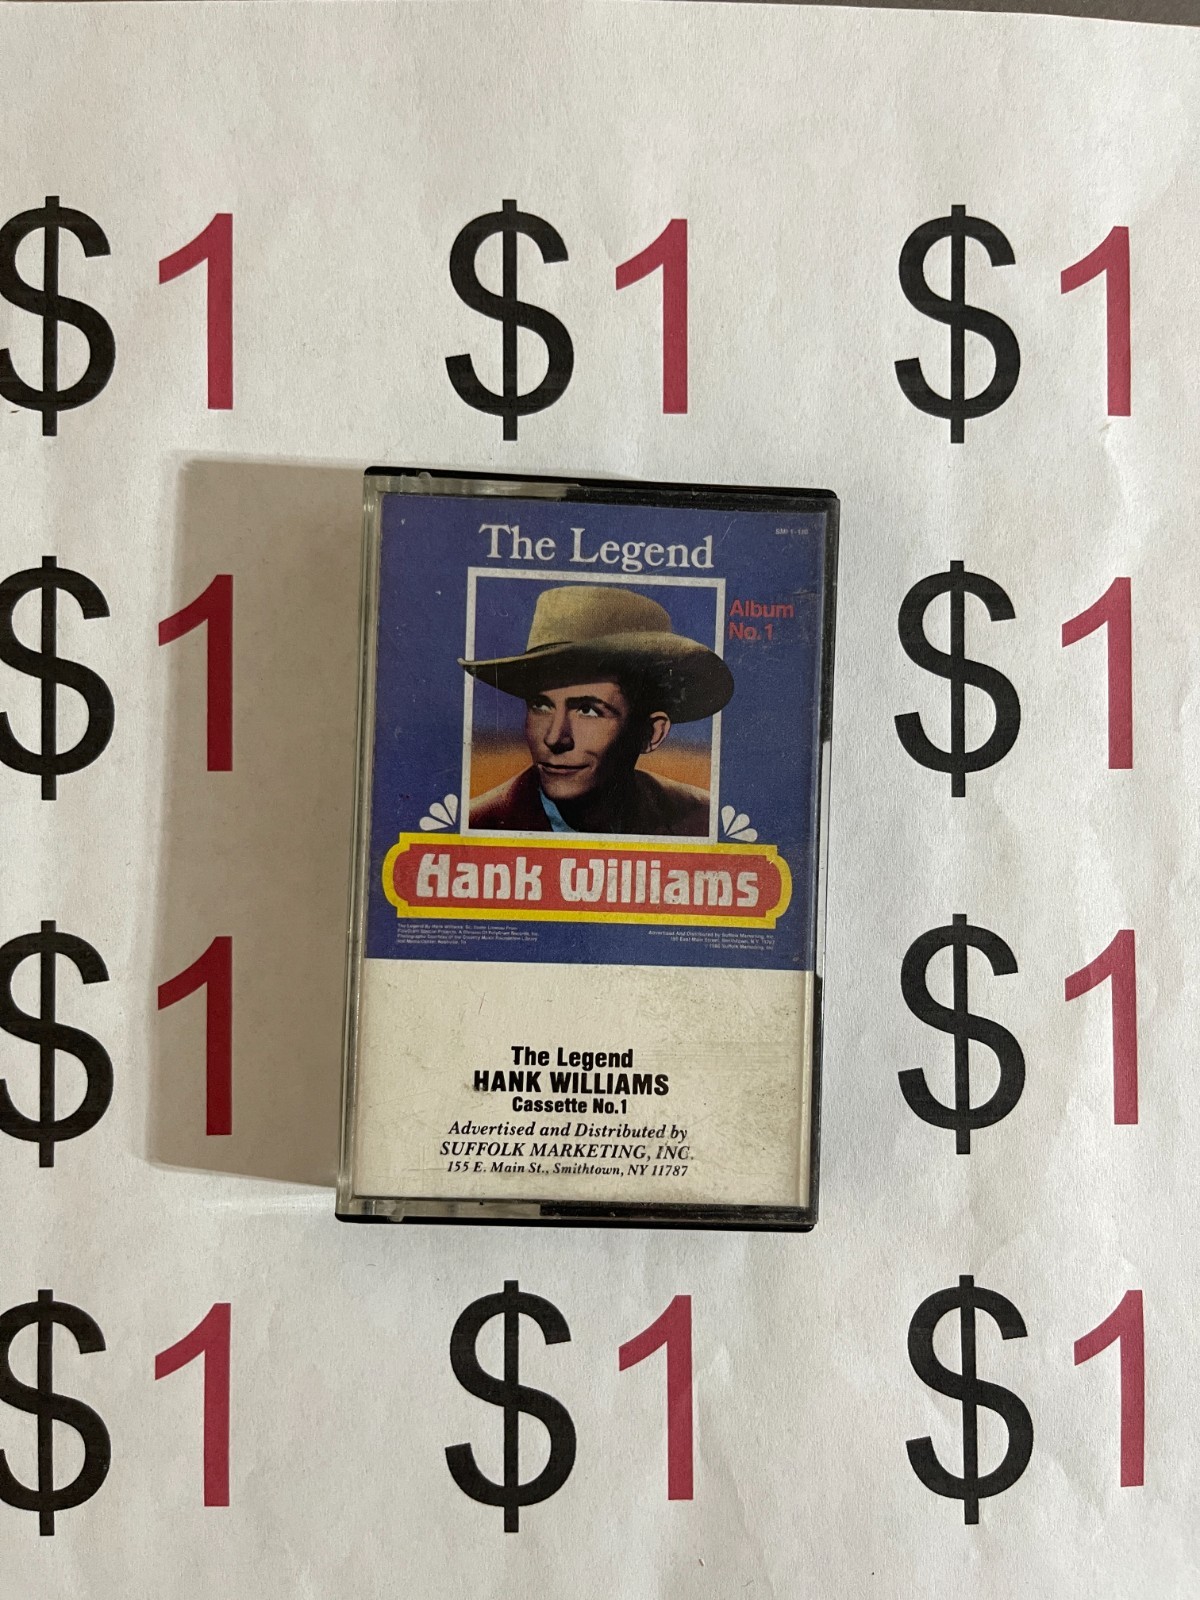 $1 $1 $1
The Legend
Album
No.1
$1 $1
Hank Williams
$1 $1
The Legend
HANK WILLIAMS
Cassette No.1
Advertised and Distributed by
SUFFOLK MARKETING, INC.
155 E. Main St., Smithtown, NY 11787
$1 $1 $1